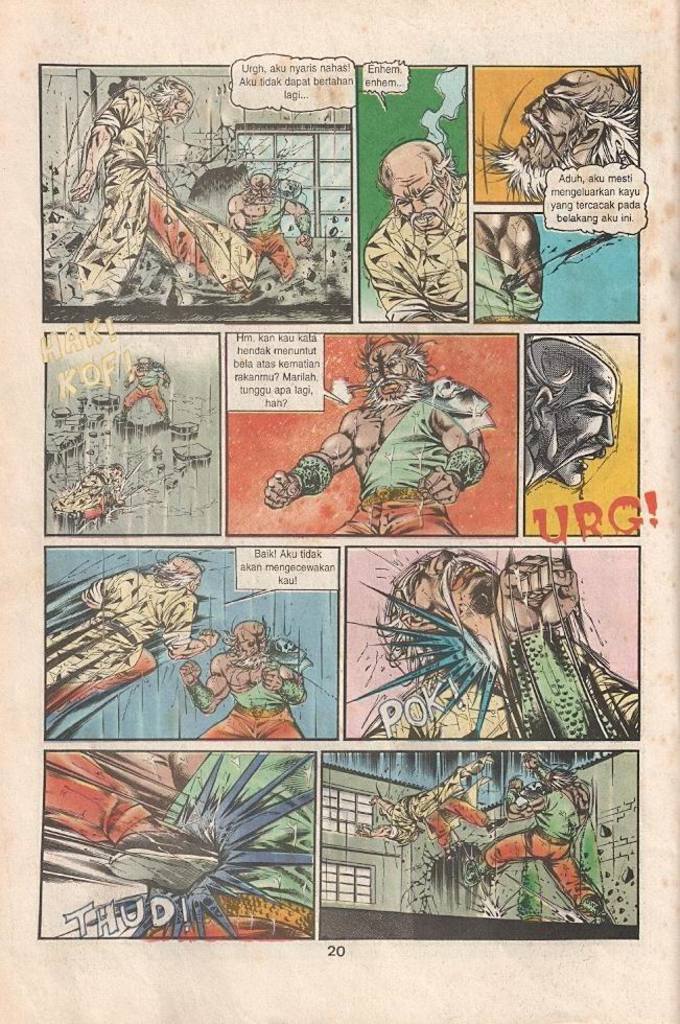 Urgh, aku nyaris nahas!
Aku tidak dapat bertahan
lagi...
Enhem,
enhem...
Aduh, aku mesti
mengeluarkan kayu
yang tercacak pada
belakang aku ini.
HAK!
KOF!
Hm, kan kau kata
hendak menuntut
bela atas kematian
rakanmu? Marilah,
tunggu apa lagi,
hah?
URG!
Baik! Aku tidak
akan mengecewakan
kau!
POK!
THUD!
20